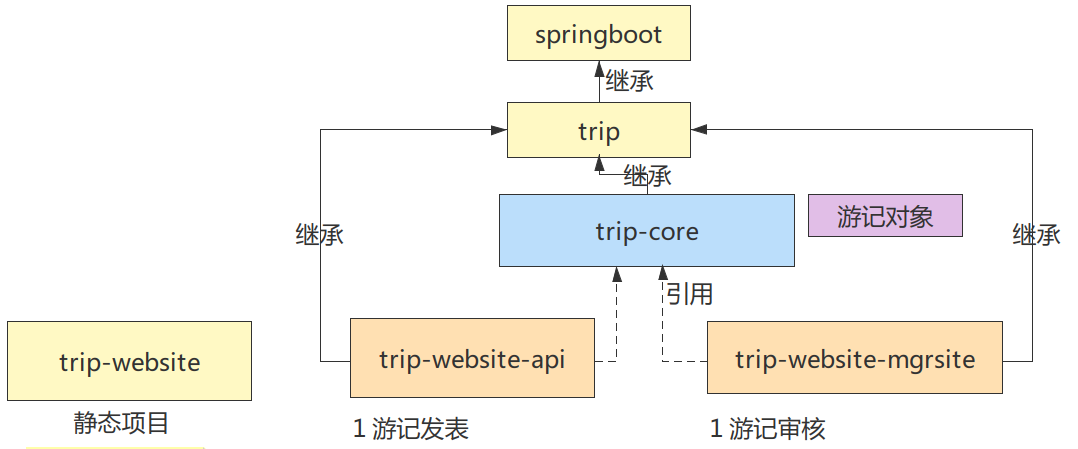 springboot
继承
trip
继承
trip-core
游记对象
继承
继承
引用
trip-website
trip-website-api
trip-website-mgrsite
静态项目
1 游记发表
1 游记审核